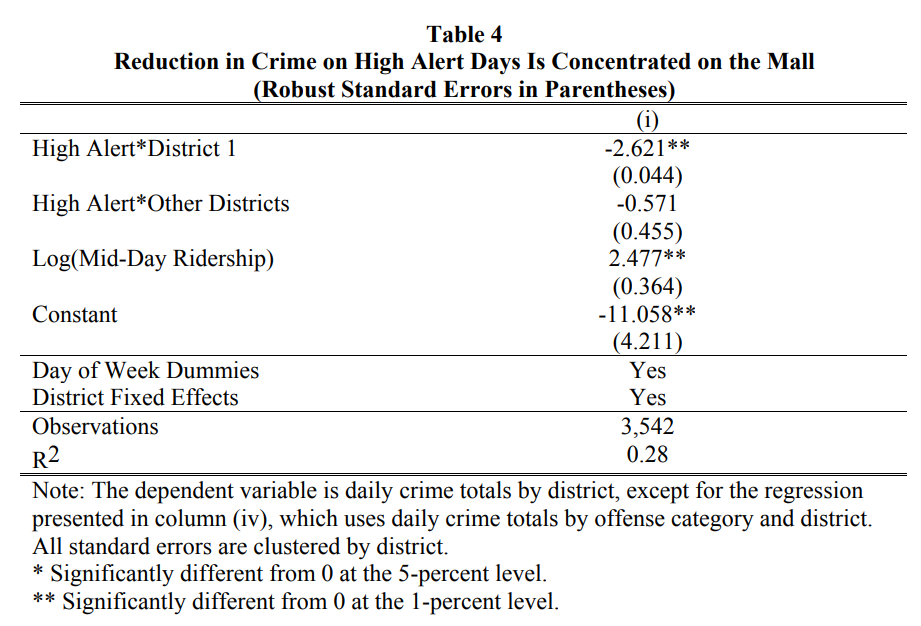 Table 4
Reduction in Crime on High Alert Days Is Concentrated on the Mall
(Robust Standard Errors in Parentheses)
(i)
High Alert*District 1 -2.621**
(0.044)
High Alert*Other Districts -0.571
(0.455)
Log(Mid-Day Ridership) 2.477**
(0.364)
Constant -11.058**
(4.211)
Day of Week Dummies Yes
District Fixed Effects Yes
Observations 3,542
R2 0.28
Note: The dependent variable is daily crime totals by district, except for the regression
presented in column (iv), which uses daily crime totals by offense category and district.
All standard errors are clustered by district.
* Significantly different from 0 at the 5-percent level.
** Significantly different from 0 at the 1-percent level.